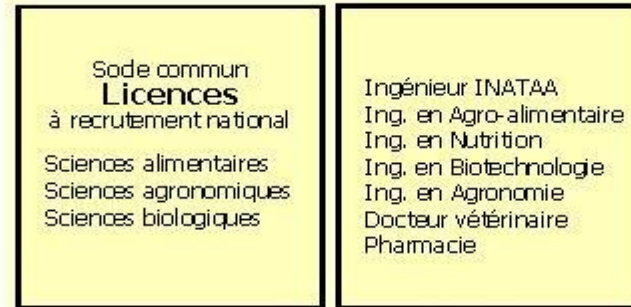 Sode commun
Licences
à recrutement national
Sciences alimentaires
Sciences agronomiques
Sciences biologiques
Ingénieur INATAA
Ing. en Agro-alimentaire
Ing. en Nutrition
Ing. en Biotechnologie
Ing. en Agronomie
Docteur vétérinaire
Pharmacie